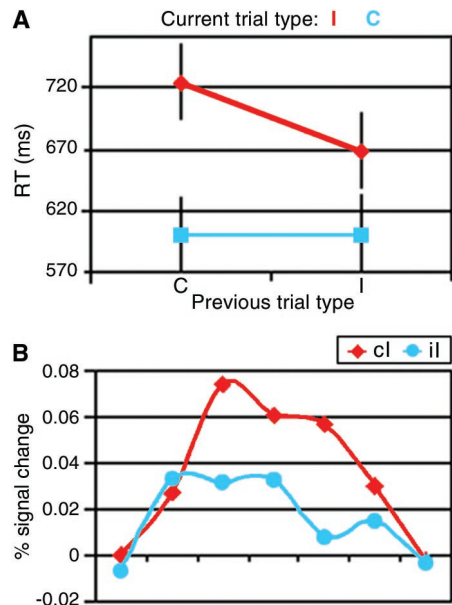 A
Current trial type: I C
720
670
620
570
RT (ms)
C I
Previous trial type
B
cI iI
0.08
0.06
0.04
0.02
0
-0.02
% signal change